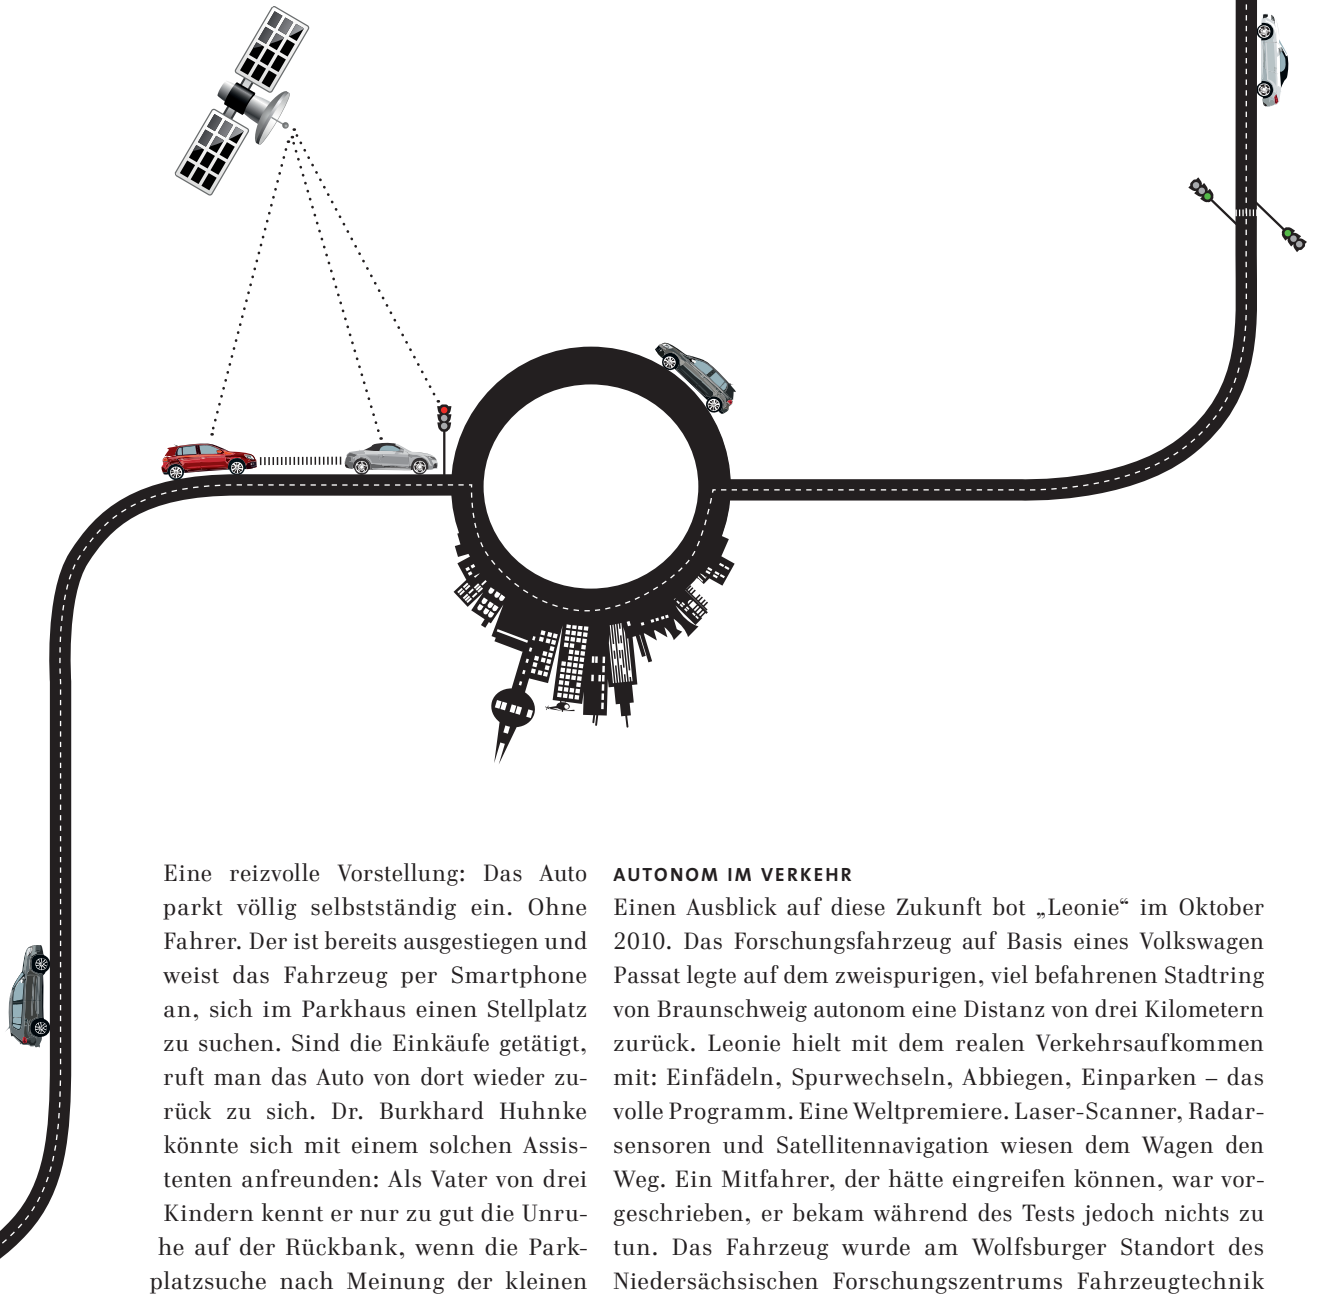 Eine reizvolle Vorstellung: Das Auto
parkt völlig selbstständig ein. Ohne
Fahrer. Der ist bereits ausgestiegen und
weist das Fahrzeug per Smartphone
an, sich im Parkhaus einen Stellplatz
zu suchen. Sind die Einkäufe getätigt,
ruft man das Auto von dort wieder zu-
rück zu sich. Dr. Burkhard Huhnke
könnte sich mit einem solchen Assis-
tenten anfreunden: Als Vater von drei
Kindern kennt er nur zu gut die Unru-
he auf der Rückbank, wenn die Park-
platzsuche nach Meinung der kleinen
AUTONOM IM VERKEHR
Einen Ausblick auf diese Zukunft bot „Leonie“ im Oktober
2010. Das Forschungsfahrzeug auf Basis eines Volkswagen
Passat legte auf dem zweispurigen, viel befahrenen Stadtring
von Braunschweig autonom eine Distanz von drei Kilometern
zurück. Leonie hielt mit dem realen Verkehrsaufkommen
mit: Einfädeln, Spurwechseln, Abbiegen, Einparken – das
volle Programm. Eine Weltpremiere. Laser-Scanner, Radar-
sensoren und Satellitennavigation wiesen dem Wagen den
Weg. Ein Mitfahrer, der hätte eingreifen können, war vor-
geschrieben, er bekam während des Tests jedoch nichts zu
tun. Das Fahrzeug wurde am Wolfsburger Standort des
Niedersächsischen Forschungszentrums Fahrzeugtechnik